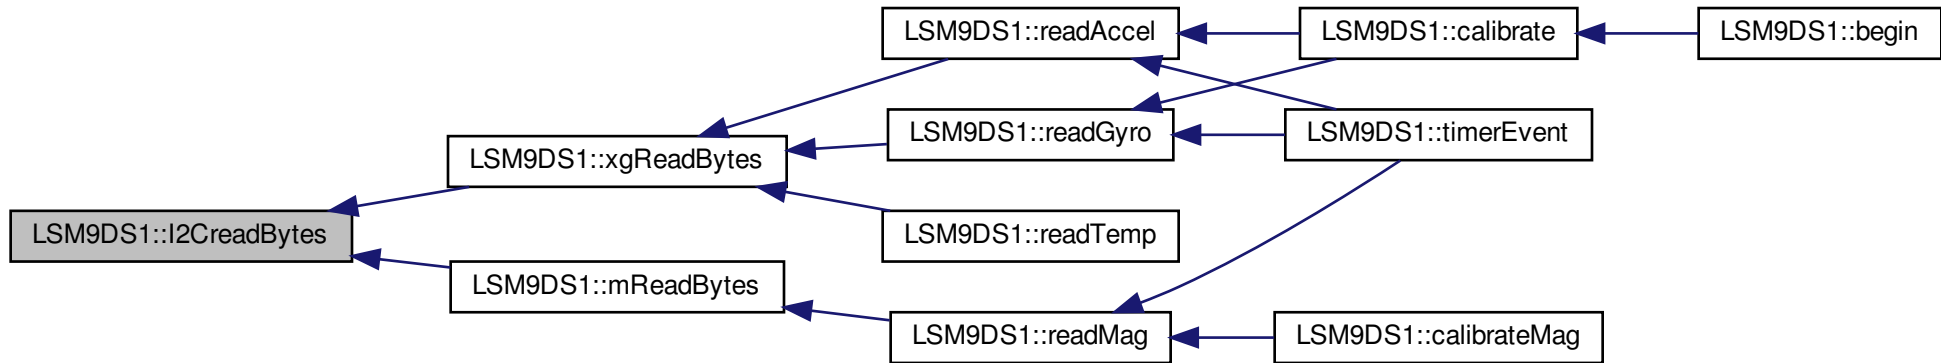 LSM9DS1::readAccel
LSM9DS1::calibrate
LSM9DS1::begin
LSM9DS1::readGyro
LSM9DS1::timerEvent
LSM9DS1::xgReadBytes
LSM9DS1::I2CreadBytes
LSM9DS1::readTemp
LSM9DS1::mReadBytes
LSM9DS1::readMag
LSM9DS1::calibrateMag